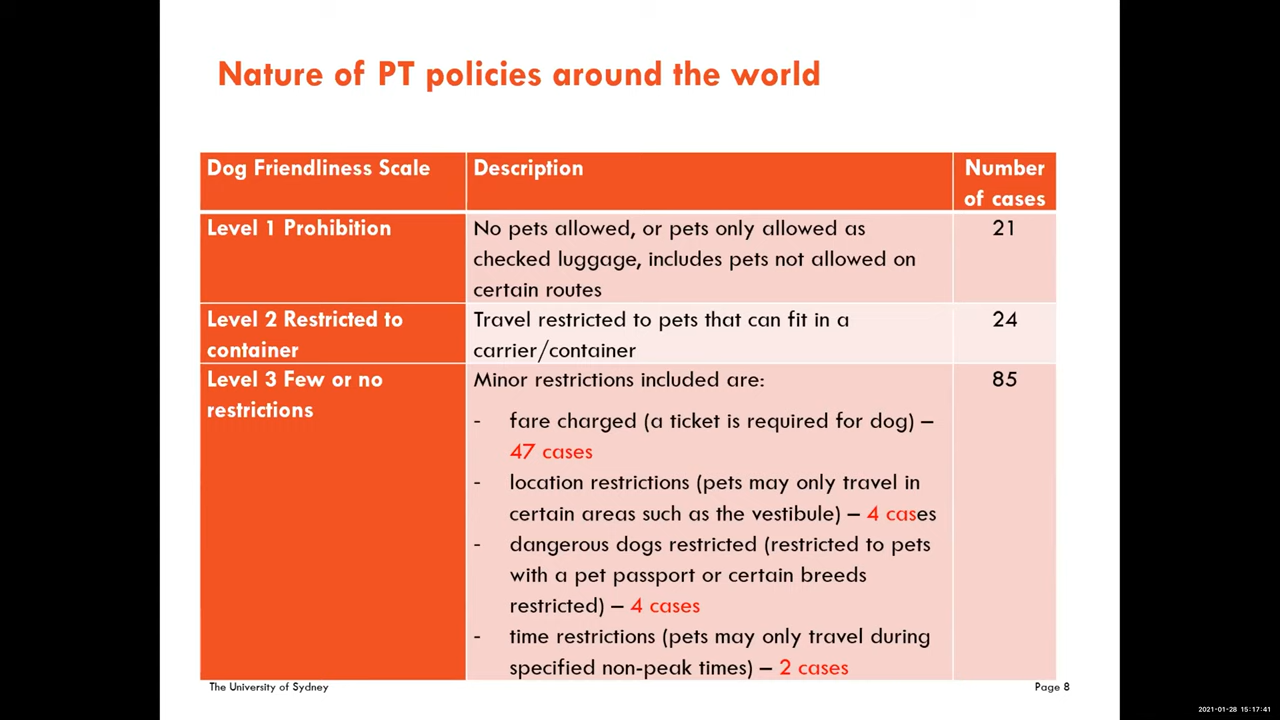 Nature of PT policies around the world
Dog Friendliness Scale
Description
Number
of cases
Level 1 Prohibition
No pets allowed, or pets only allowed as
checked luggage, includes pets not allowed on
certain routes
21
Level 2 Restricted to
container
Travel restricted to pets that can fit in a
carrier/container
24
Level 3 Few or no
restrictions
Minor restrictions included are:
- fare charged (a ticket is required for dog) –
47 cases
- location restrictions (pets may only travel in
certain areas such as the vestibule) – 4 cases
- dangerous dogs restricted (restricted to pets
with a pet passport or certain breeds
restricted) – 4 cases
- time restrictions (pets may only travel during
specified non-peak times) – 2 cases
85
The University of Sydney
Page 8
2021-01-28 15:17:41